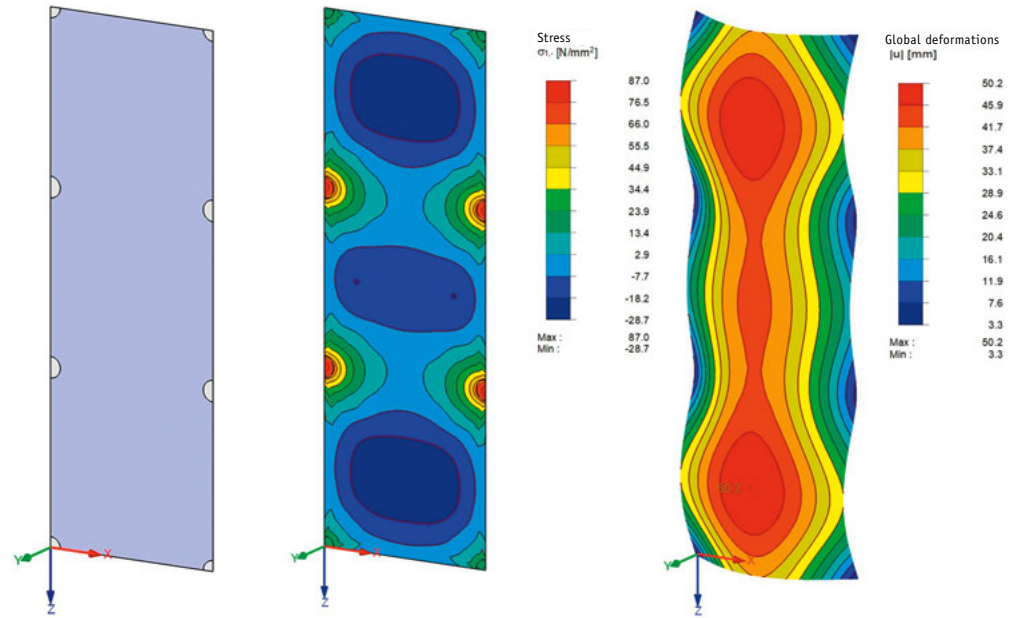 Stress
σ1,- [N/mm²]
87.0
76.5
66.0
55.5
44.9
34.4
23.9
13.4
2.9
-7.7
-18.2
-28.7
Max : 87.0
Min : -28.7
Global deformations
|u| [mm]
50.2
45.9
41.7
37.4
33.1
28.9
24.6
20.4
16.1
11.9
7.6
3.3
Max : 50.2
Min : 3.3
Y X
Z
Y X
Z
Y X
Z